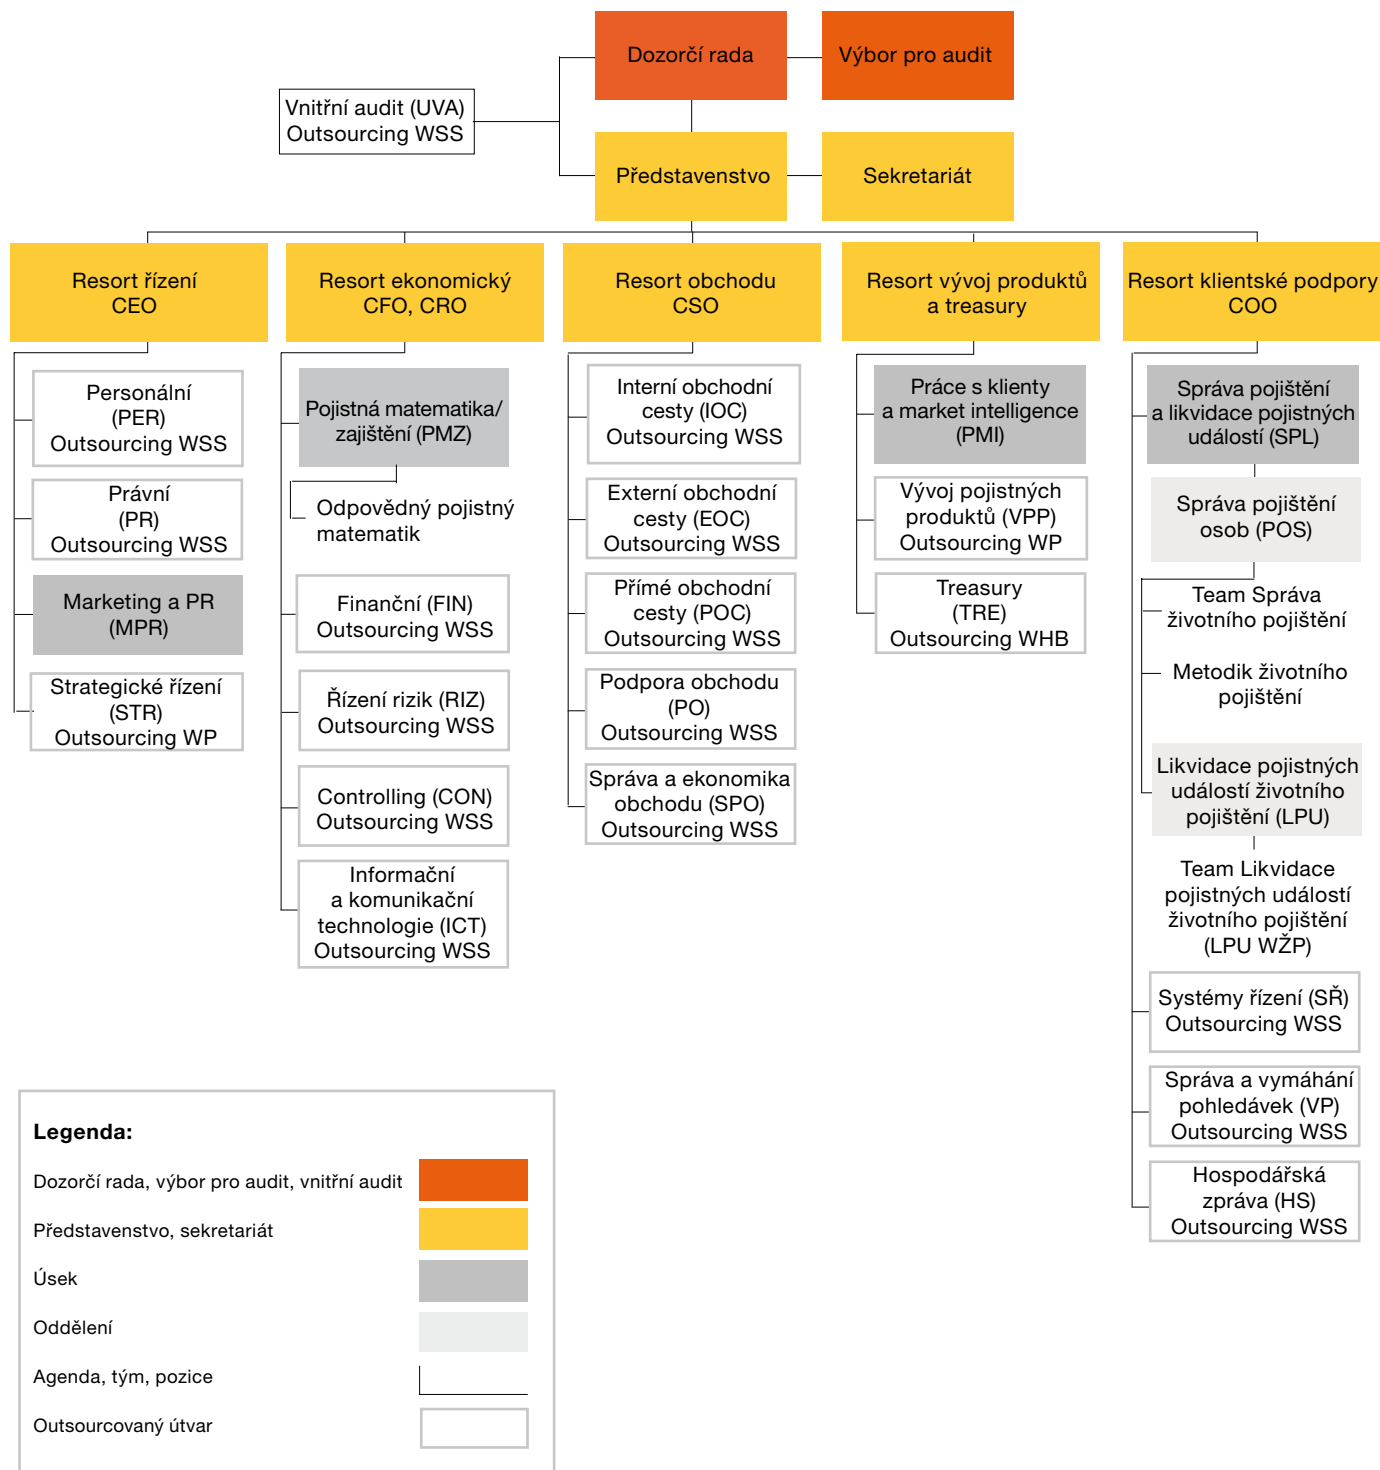 Dozorčí rada
Výbor pro audit
Vnitřní audit (UVA)
Outsourcing WSS
Představenstvo
Sekretariát
Resort řízení
CEO
Resort ekonomický
CFO, CRO
Resort obchodu
CSO
Resort vývoj produktů
a treasury
Resort klientské podpory
COO
Personální
(PER)
Outsourcing WSS
Právní
(PR)
Outsourcing WSS
Marketing a PR
(MPR)
Strategické řízení
(STR)
Outsourcing WP
Pojistná matematika/
zajištění (PMZ)
Odpovědný pojistný
matematik
Finanční (FIN)
Outsourcing WSS
Řízení rizik (RIZ)
Outsourcing WSS
Controlling (CON)
Outsourcing WSS
Informační
a komunikační
technologie (ICT)
Outsourcing WSS
Interní obchodní
cesty (IOC)
Outsourcing WSS
Externí obchodní
cesty (EOC)
Outsourcing WSS
Přímé obchodní
cesty (POC)
Outsourcing WSS
Podpora obchodu
(PO)
Outsourcing WSS
Správa a ekonomika
obchodu (SPO)
Outsourcing WSS
Práce s klienty
a market intelligence
(PMI)
Vývoj pojistných
produktů (VPP)
Outsourcing WP
Treasury
(TRE)
Outsourcing WHB
Správa pojištění
a likvidace pojistných
událostí (SPL)
Správa pojištění
osob (POS)
Team Správa
životního pojištění
Metodik životního
pojištění
Likvidace pojistných
událostí životního
pojištění (LPU)
Team Likvidace
pojistných událostí
životního pojištění
(LPU WŽP)
Systémy řízení (SŘ)
Outsourcing WSS
Správa a vymáhání
pohledávek (VP)
Outsourcing WSS
Hospodářská
zpráva (HS)
Outsourcing WSS
Legenda:
Dozorčí rada, výbor pro audit, vnitřní audit
Představenstvo, sekretariát
Úsek
Oddělení
Agenda, tým, pozice
Outsourcovaný útvar